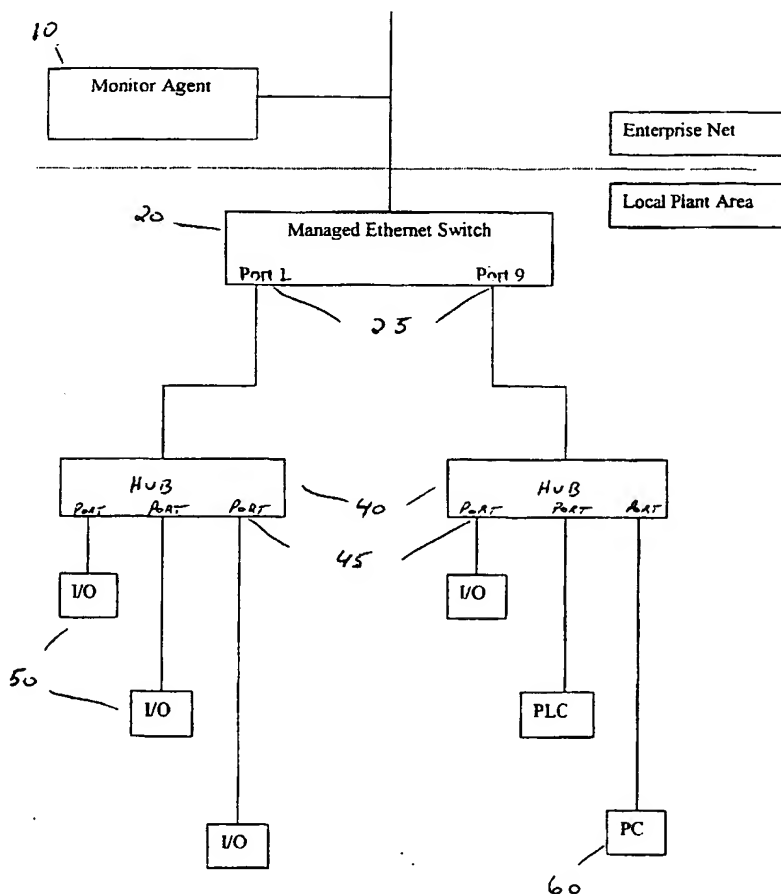 10
Monitor Agent
Enterprise Net
Local Plant Area
20
Managed Ethernet Switch
Port 1
Port 9
25
HUB
PORT
PORT
PORT
40
HUB
PORT
PORT
PORT
45
I/O
I/O
50
I/O
PLC
I/O
PC
60